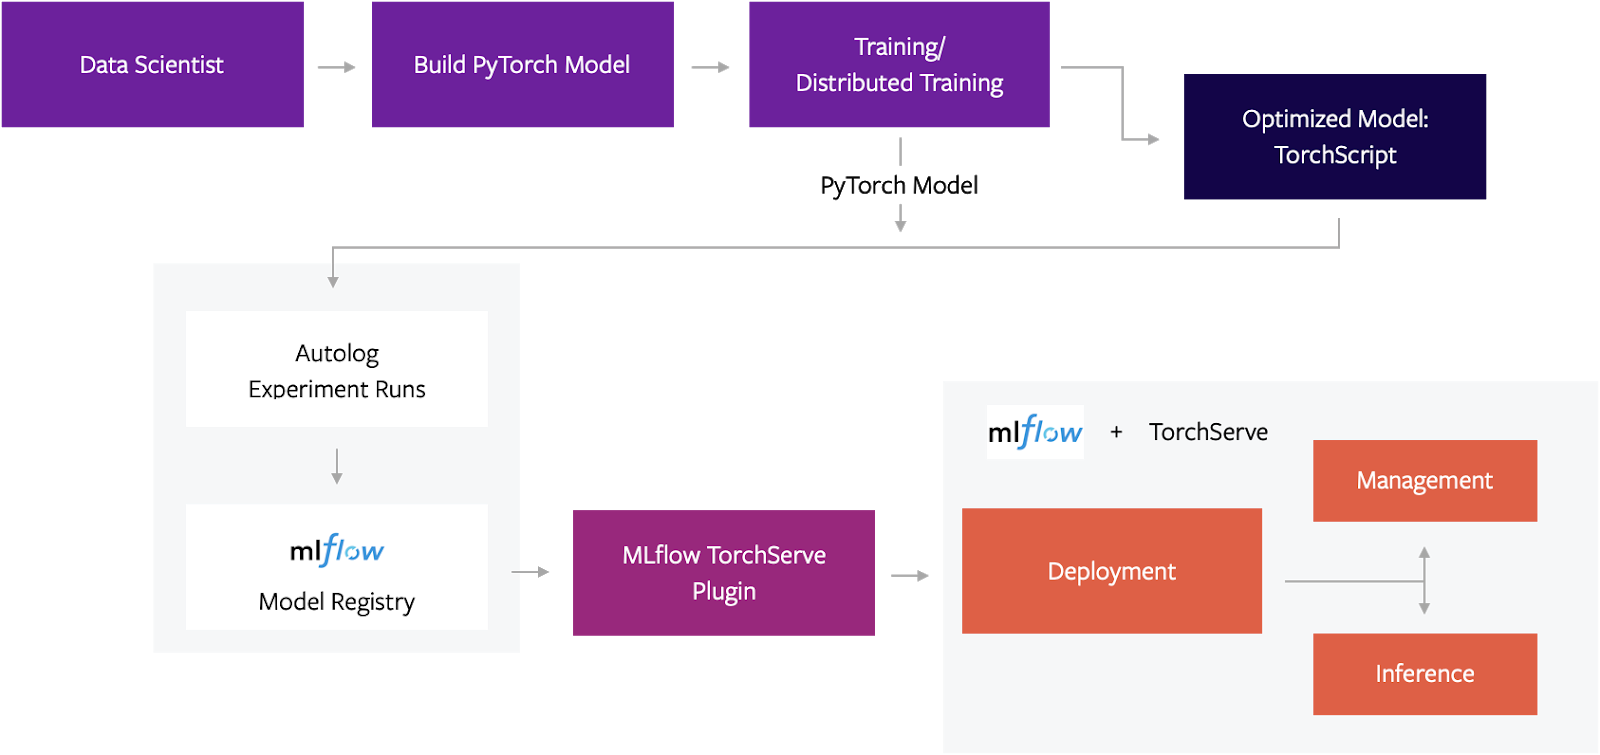 Data Scientist
Build PyTorch Model
Training/
Distributed Training
Optimized Model:
TorchScript
PyTorch Model
Autolog
Experiment Runs
mlflow
Model Registry
MLflow TorchServe
Plugin
mlflow + TorchServe
Deployment
Management
Inference